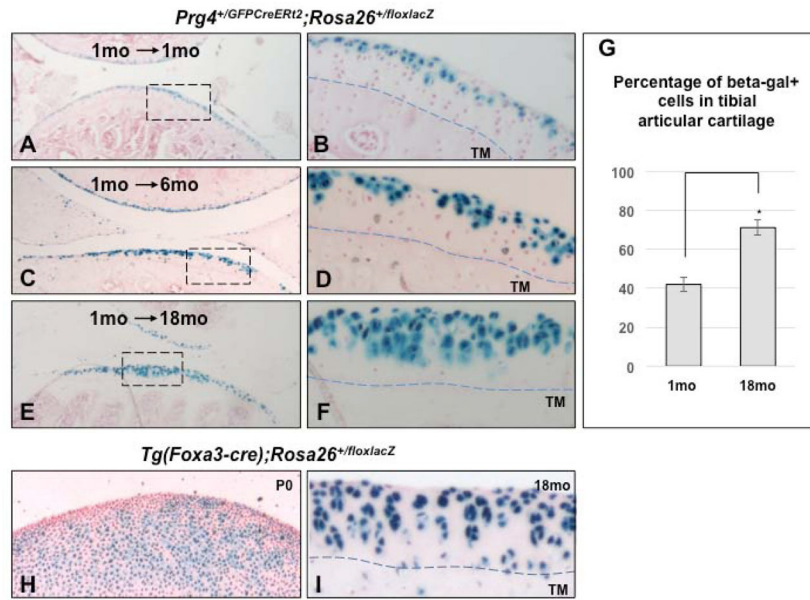 Prg4+/GFPCreERt2;Rosa26+/floxlacZ
1mo → 1mo
A
B
TM
1mo → 6mo
C
D
TM
1mo → 18mo
E
F
TM
G
Percentage of beta-gal+
cells in tibial
articular cartilage
100
80
60
40
20
0
*
1mo
18mo
Tg(Foxa3-cre);Rosa26+/floxlacZ
P0
H
18mo
I
TM